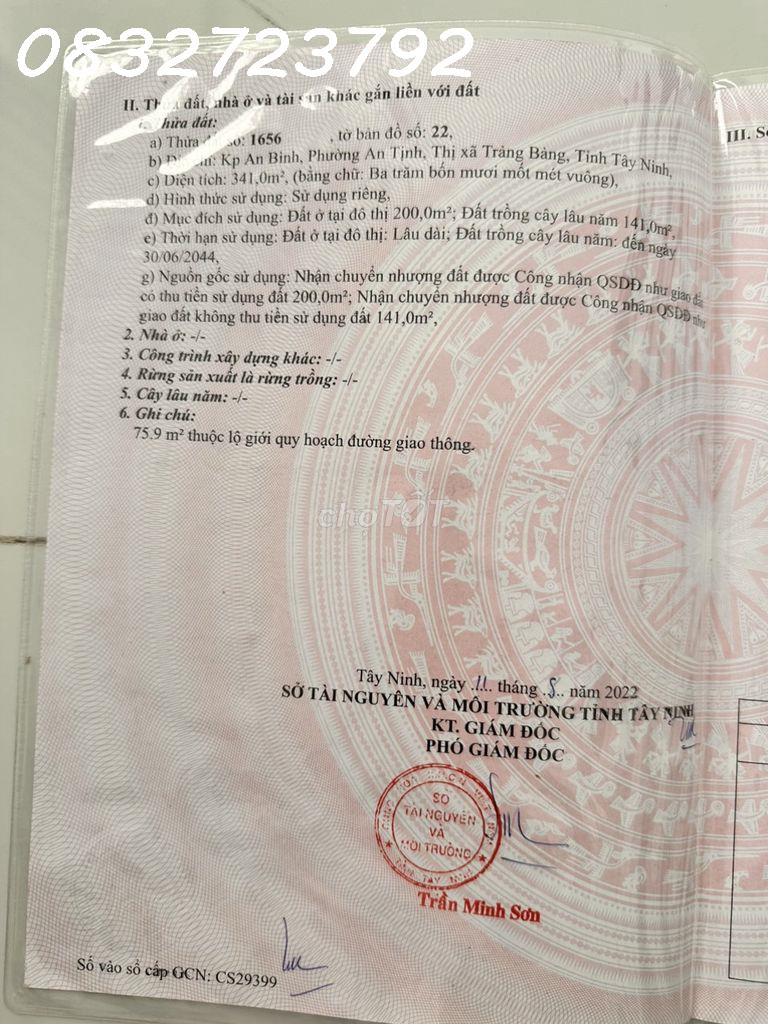 0832723792
II. Thửa đất, nhà ở và tài sản khác gắn liền với đất
1. Thửa đất:
a) Thửa đất số: 1656 , tờ bản đồ số: 22,
b) Địa chỉ: Kp An Bình, Phường An Tịnh, Thị xã Trảng Bàng, Tỉnh Tây Ninh,
c) Diện tích: 341,0m², (bằng chữ: Ba trăm bốn mươi mốt mét vuông),
d) Hình thức sử dụng: Sử dụng riêng,
đ) Mục đích sử dụng: Đất ở tại đô thị 200,0m²; Đất trồng cây lâu năm 141,0m²,
e) Thời hạn sử dụng: Đất ở tại đô thị: Lâu dài; Đất trồng cây lâu năm: đến ngày
30/06/2044,
g) Nguồn gốc sử dụng: Nhận chuyển nhượng đất được Công nhận QSDĐ như giao đất
có thu tiền sử dụng đất 200,0m²; Nhận chuyển nhượng đất được Công nhận QSDĐ như
giao đất không thu tiền sử dụng đất 141,0m²,
2. Nhà ở: -/-
3. Công trình xây dựng khác: -/-
4. Rừng sản xuất là rừng trồng: -/-
5. Cây lâu năm: -/-
6. Ghi chú:
75.9 m² thuộc lộ giới quy hoạch đường giao thông.
chợTỐT
Tây Ninh, ngày .11. tháng .8.. năm 2022
SỞ TÀI NGUYÊN VÀ MÔI TRƯỜNG TỈNH TÂY NINH
KT. GIÁM ĐỐC
PHÓ GIÁM ĐỐC
SỞ
TÀI NGUYÊN
VÀ
MÔI TRƯỜNG
TỈNH TÂY NINH
Trần Minh Sơn
Số vào sổ cấp GCN: CS29399
III. S